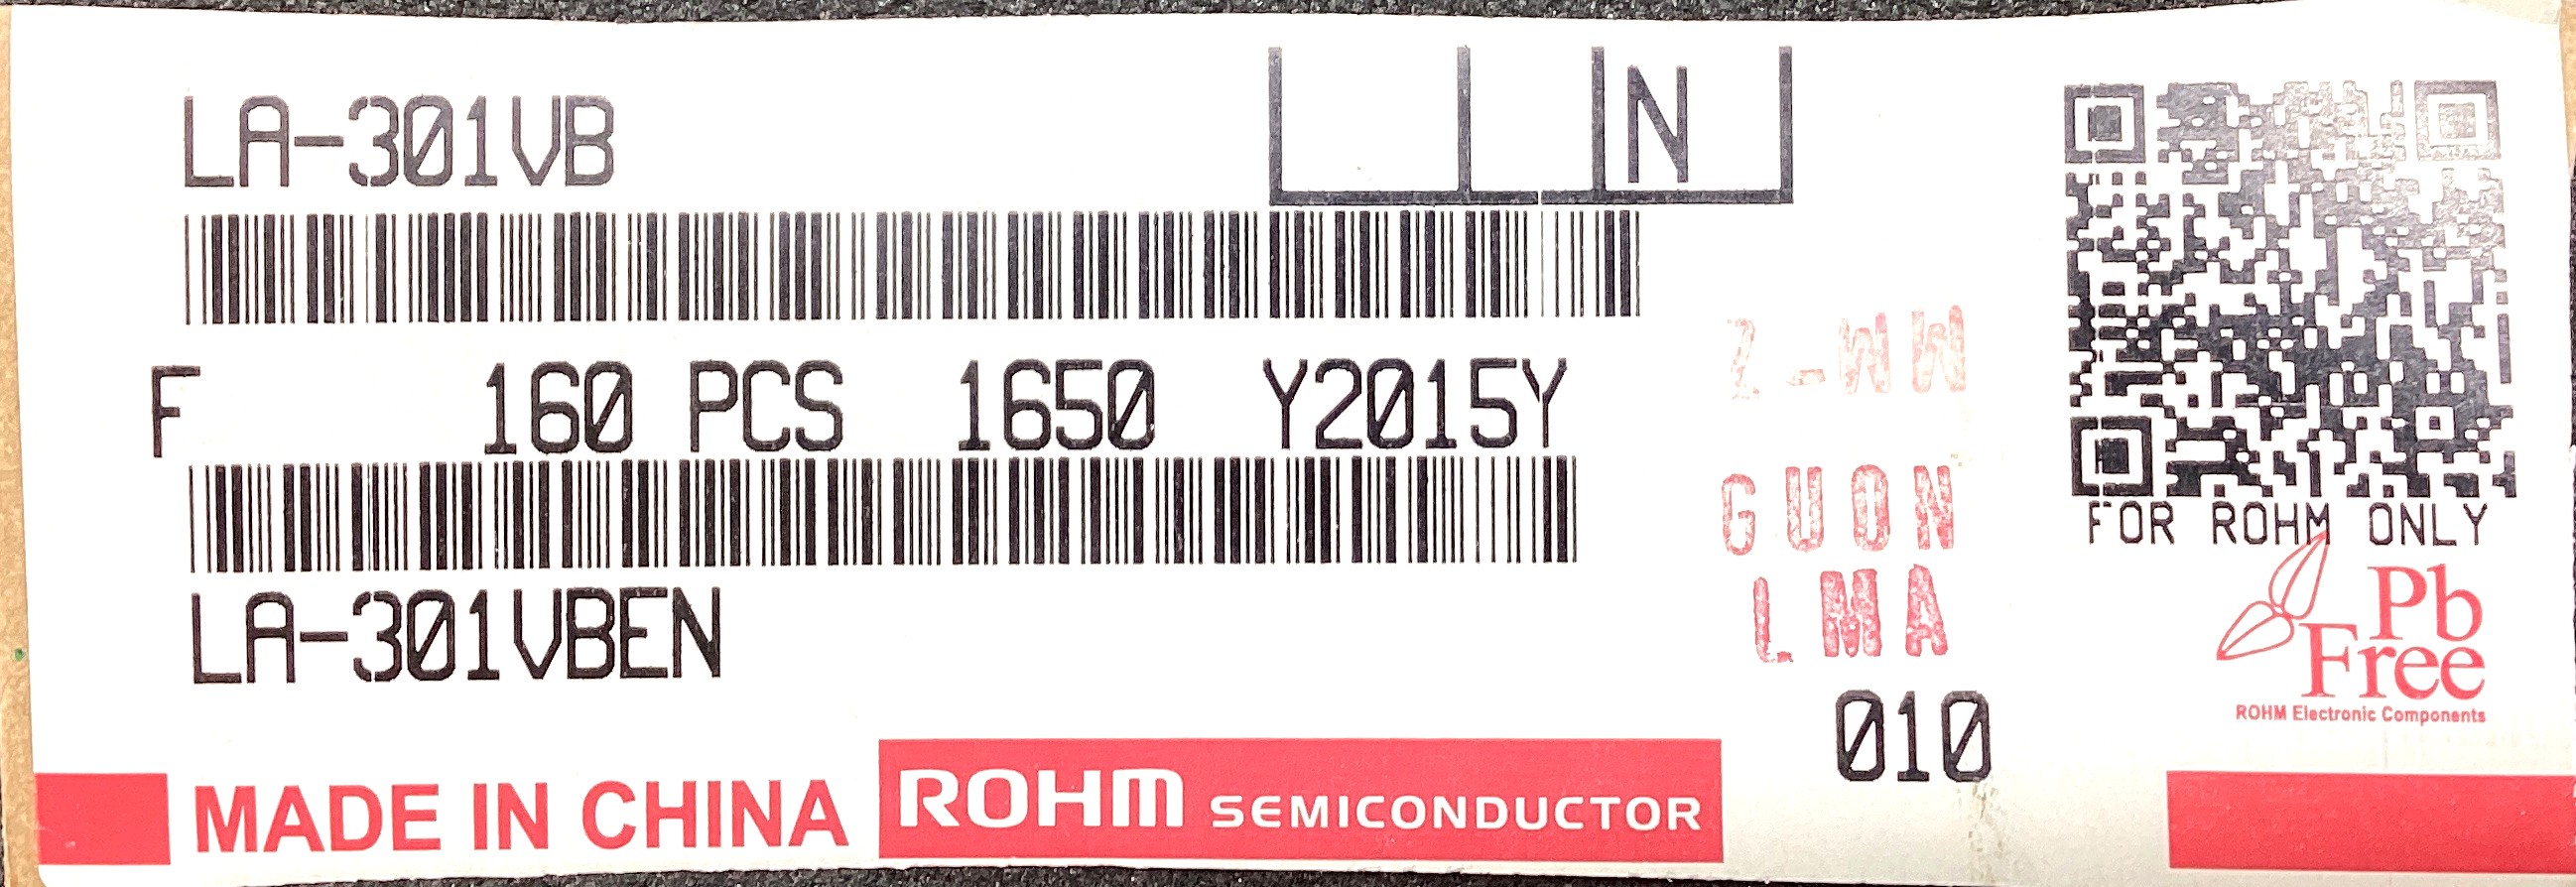 LA-301VB
N
F 160 PCS 1650 Y2015Y
Z-WW
GUON
LMA
LA-301VBEN
010
FOR ROHM ONLY
Pb
Free
ROHM Electronic Components
MADE IN CHINA
ROHM SEMICONDUCTOR